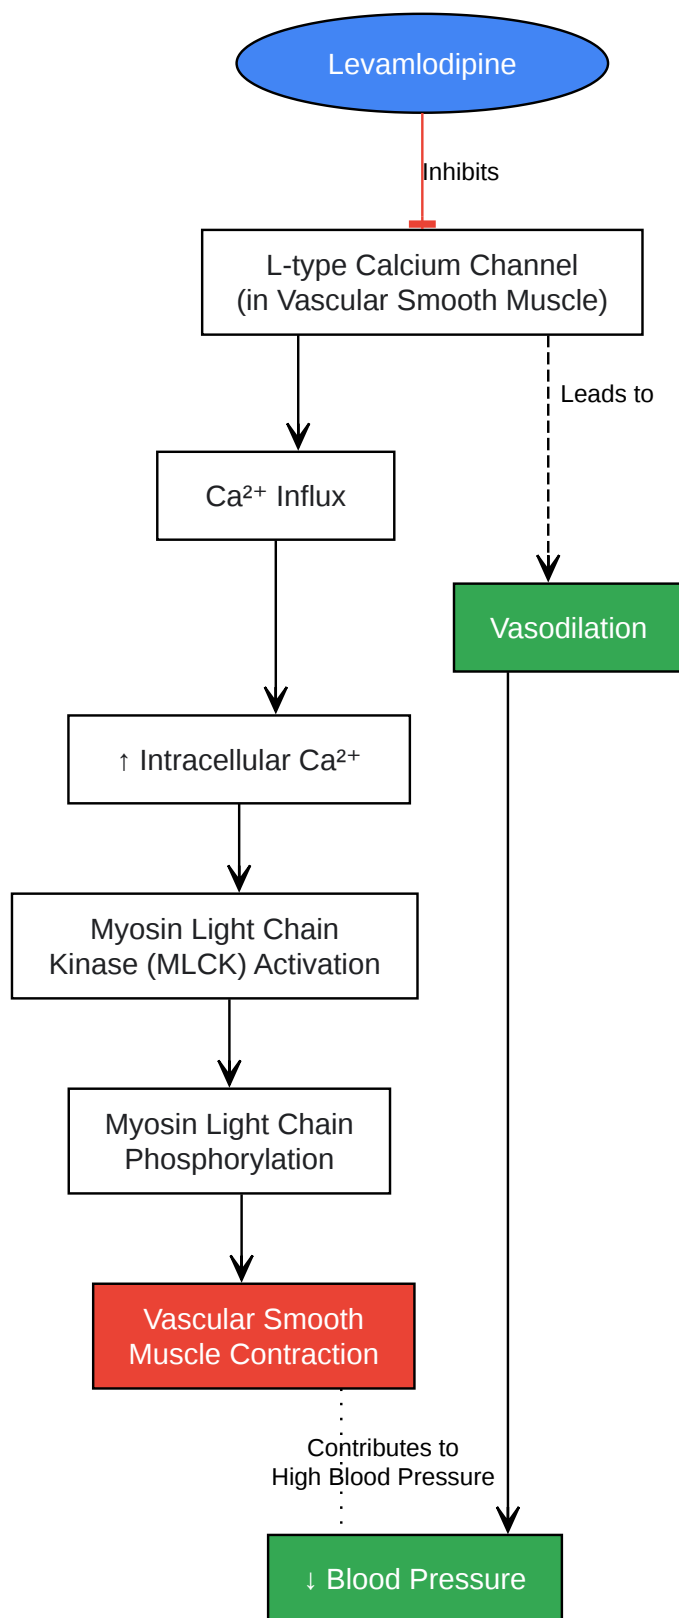 Levamlodipine
Inhibits
L-type Calcium Channel
(in Vascular Smooth Muscle)
Leads to
Ca²⁺ Influx
Vasodilation
↑ Intracellular Ca²⁺
Myosin Light Chain
Kinase (MLCK) Activation
Myosin Light Chain
Phosphorylation
Vascular Smooth
Muscle Contraction
Contributes to
High Blood Pressure
↓ Blood Pressure